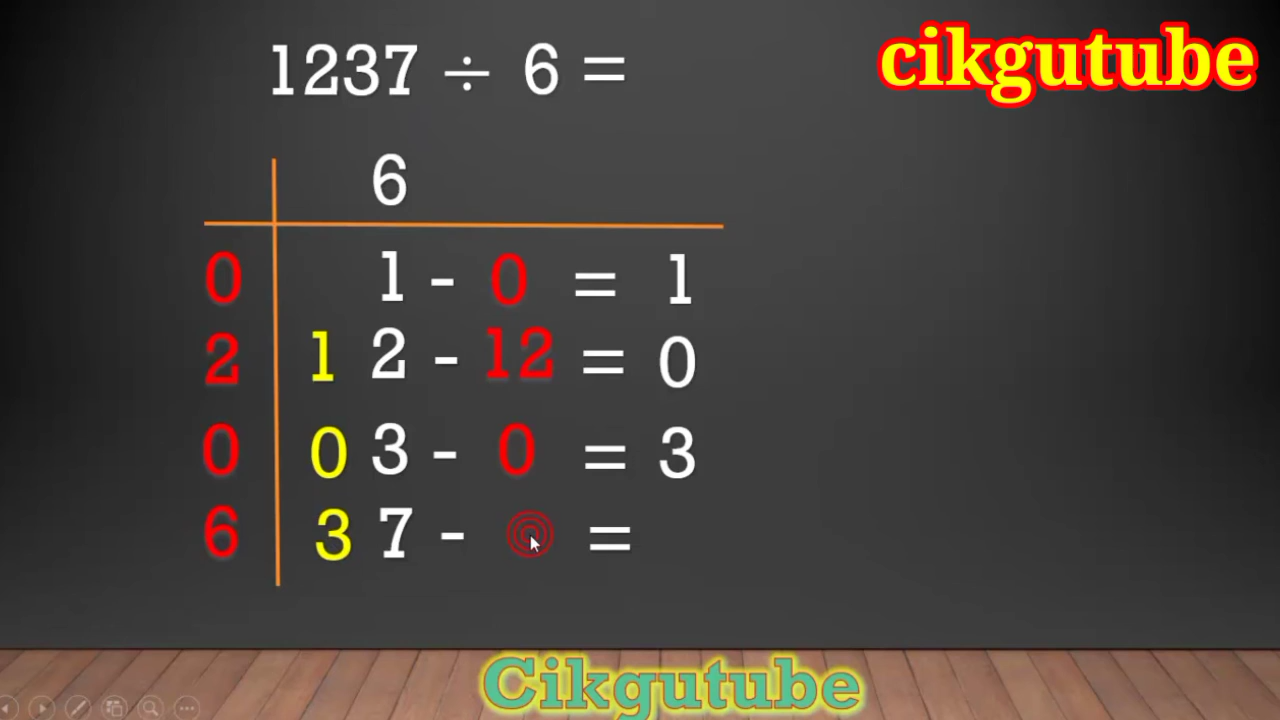 1237 ÷ 6 =
cikgutube
6
0 1 - 0 = 1
2 1 2 - 12 = 0
0 0 3 - 0 = 3
6 3 7 - =
Cikgutube